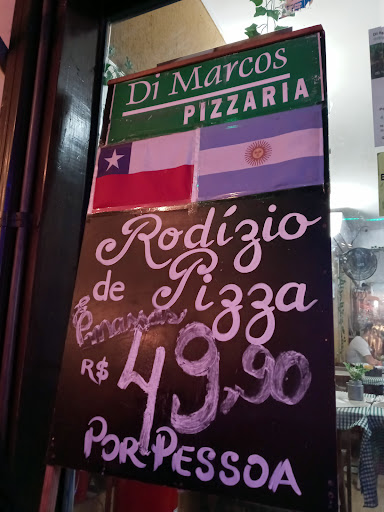 Di Marcos
PIZZARIA
Rodízio
de Pizza
R$ 49,90
POR PESSOA